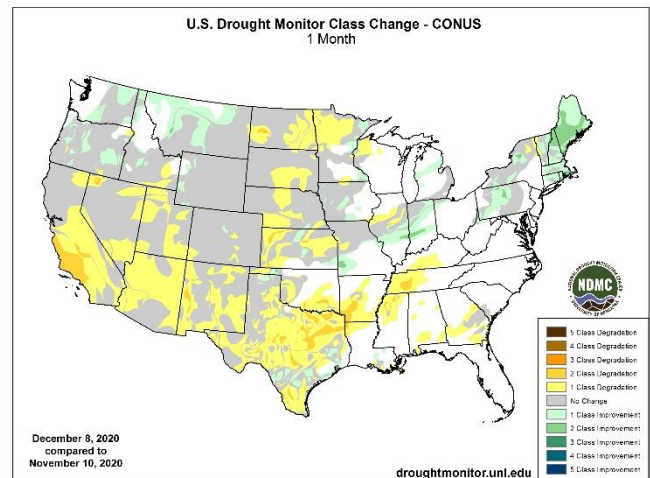 U.S. Drought Monitor Class Change - CONUS
1 Month
NDMC
5 Class Degradation
4 Class Degradation
3 Class Degradation
2 Class Degradation
1 Class Degradation
No Change
1 Class Improvement
2 Class Improvement
3 Class Improvement
4 Class Improvement
5 Class Improvement
December 8, 2020
compared to
November 10, 2020
droughtmonitor.unl.edu